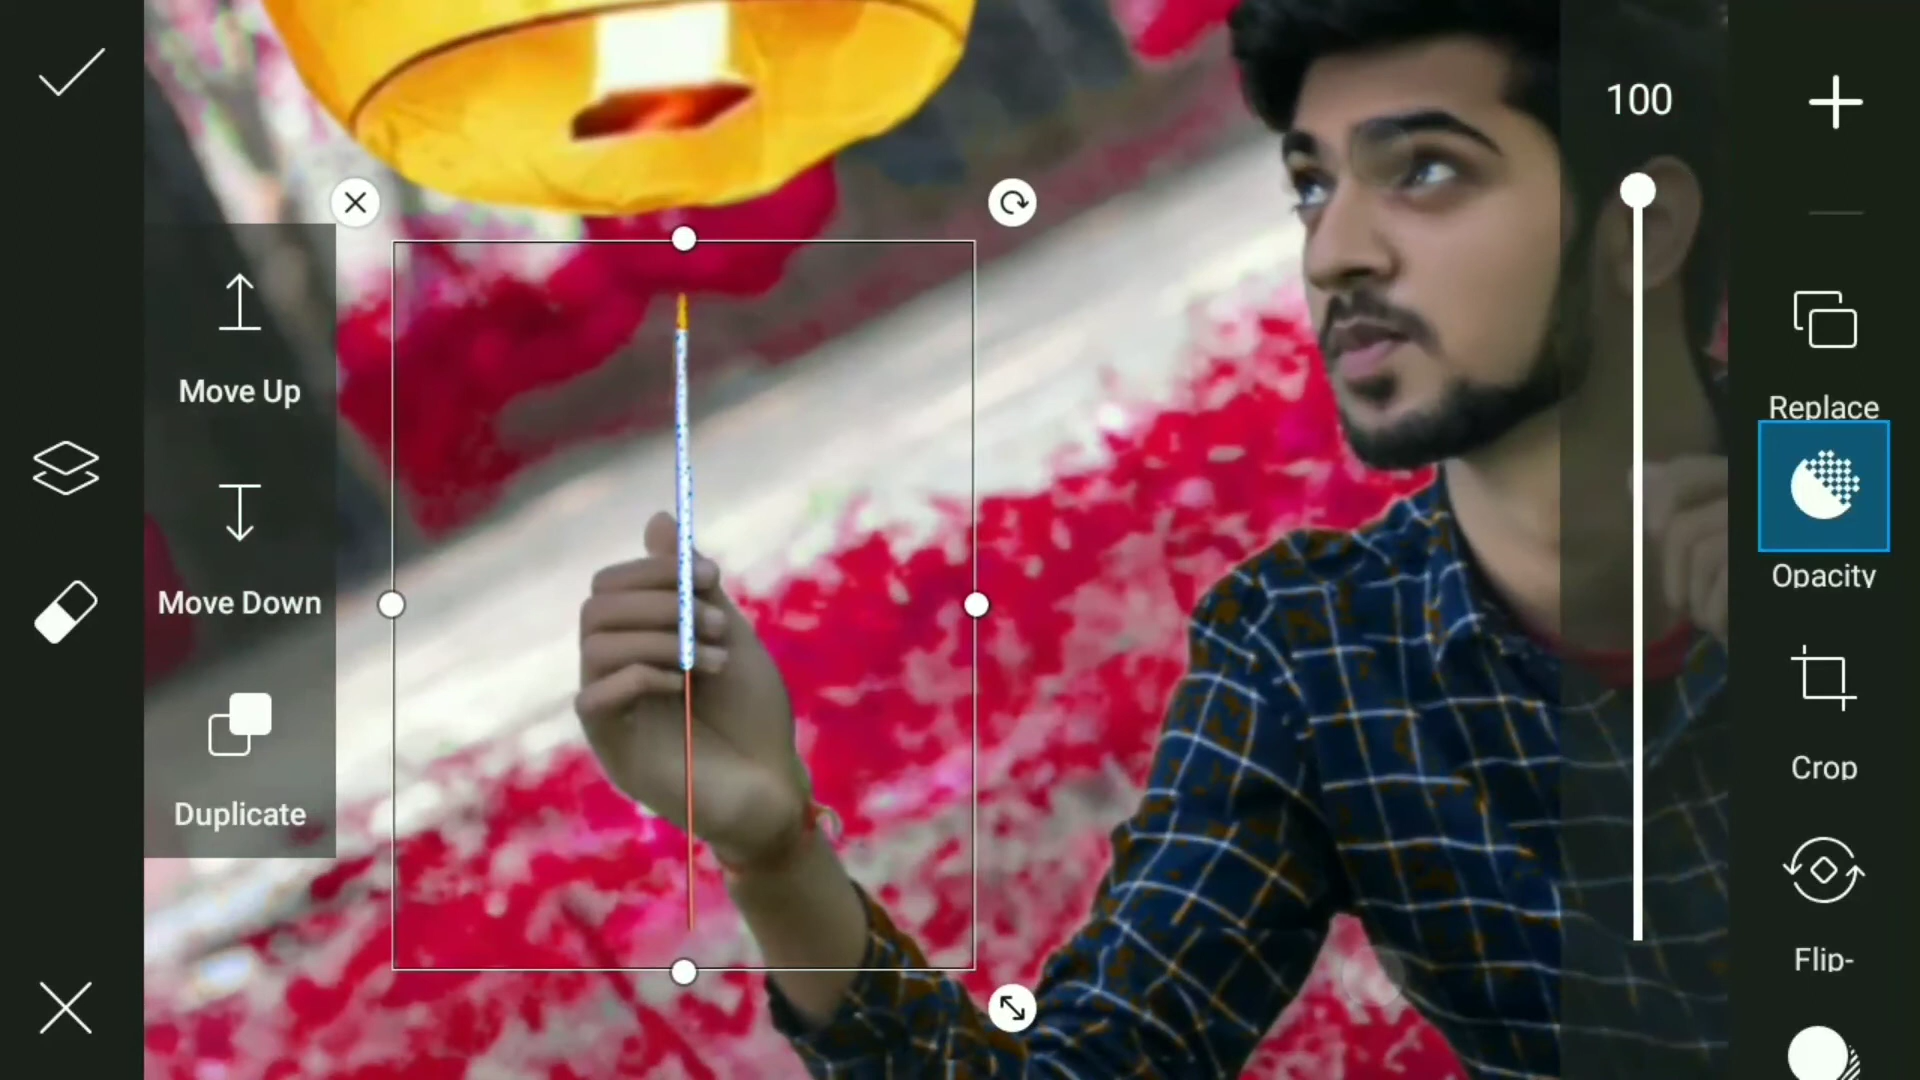 100
Move Up
Replace
Opacity
Move Down
Crop
Duplicate
Flip-